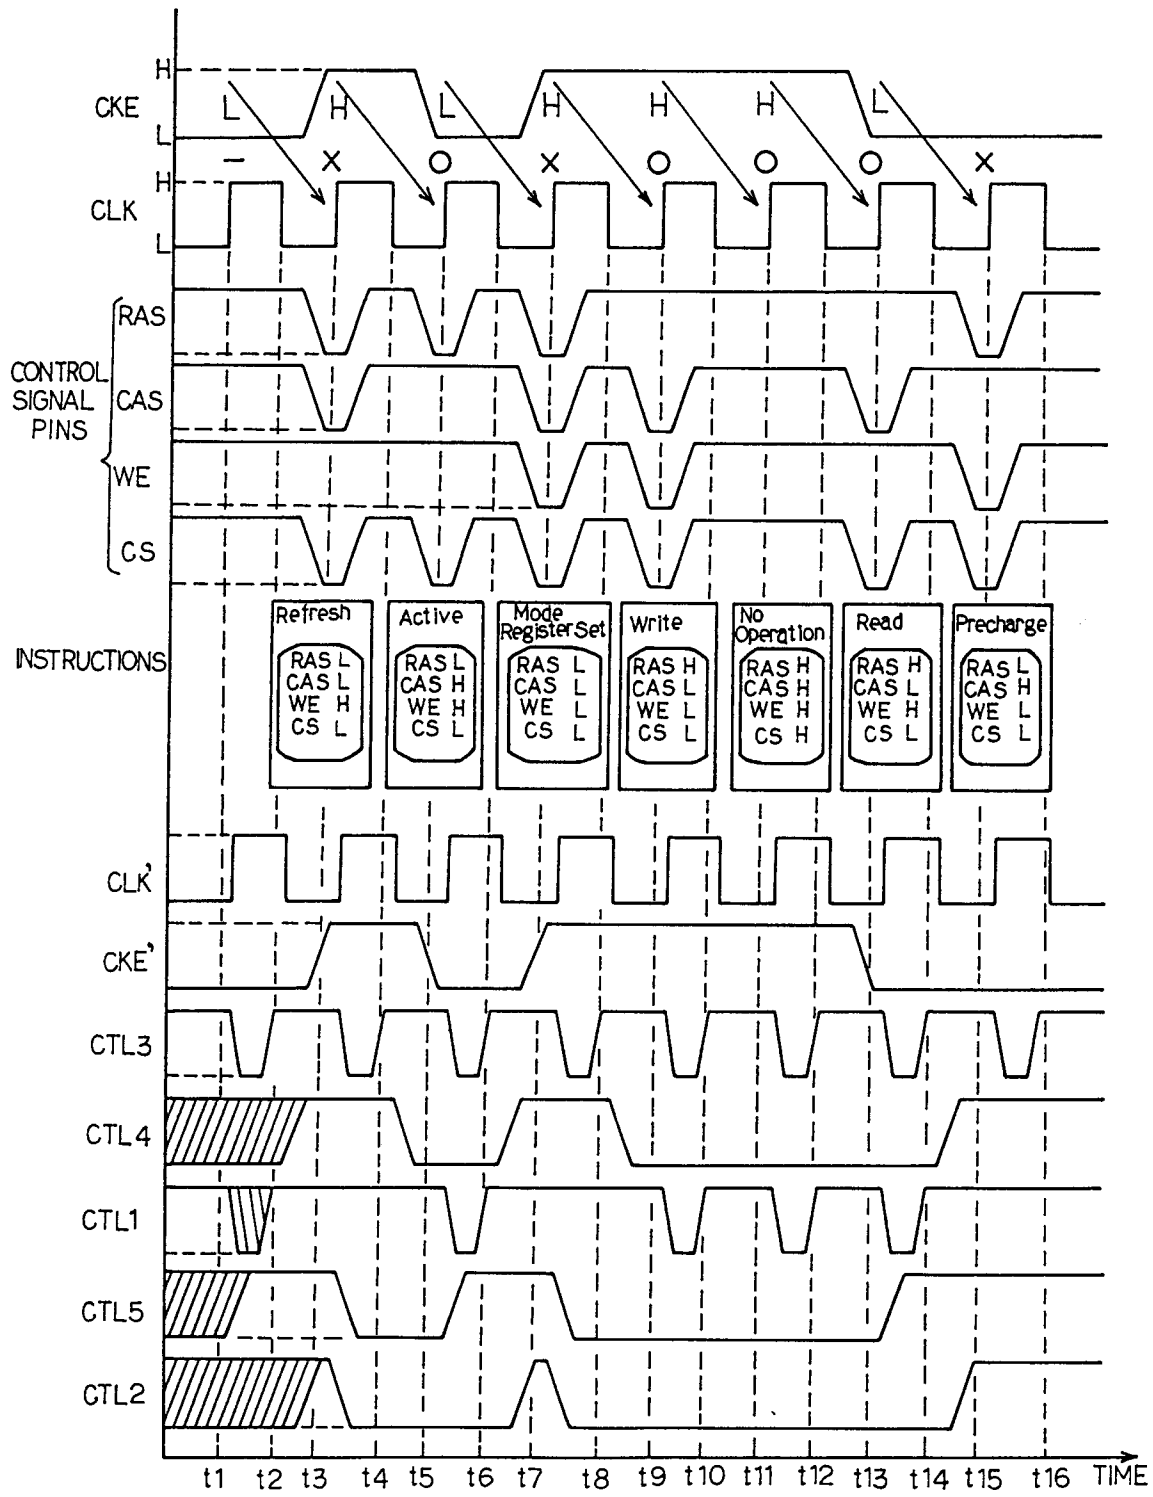 H
CKE L H L H H H L
L
− X O X O O O X
H
CLK
L
RAS
CONTROL
SIGNAL CAS
PINS
WE
CS
INSTRUCTIONS
Refresh
RAS L
CAS L
WE H
CS L
Active
RAS L
CAS H
WE H
CS L
Mode
Register Set
RAS L
CAS L
WE L
CS L
Write
RAS H
CAS L
WE L
CS L
No
Operation
RAS H
CAS H
WE H
CS H
Read
RAS H
CAS L
WE H
CS L
Precharge
RAS L
CAS H
WE L
CS L
CLK'
CKE'
CTL3
CTL4
CTL1
CTL5
CTL2
t1 t2 t3 t4 t5 t6 t7 t8 t9 t10 t11 t12 t13 t14 t15 t16 TIME